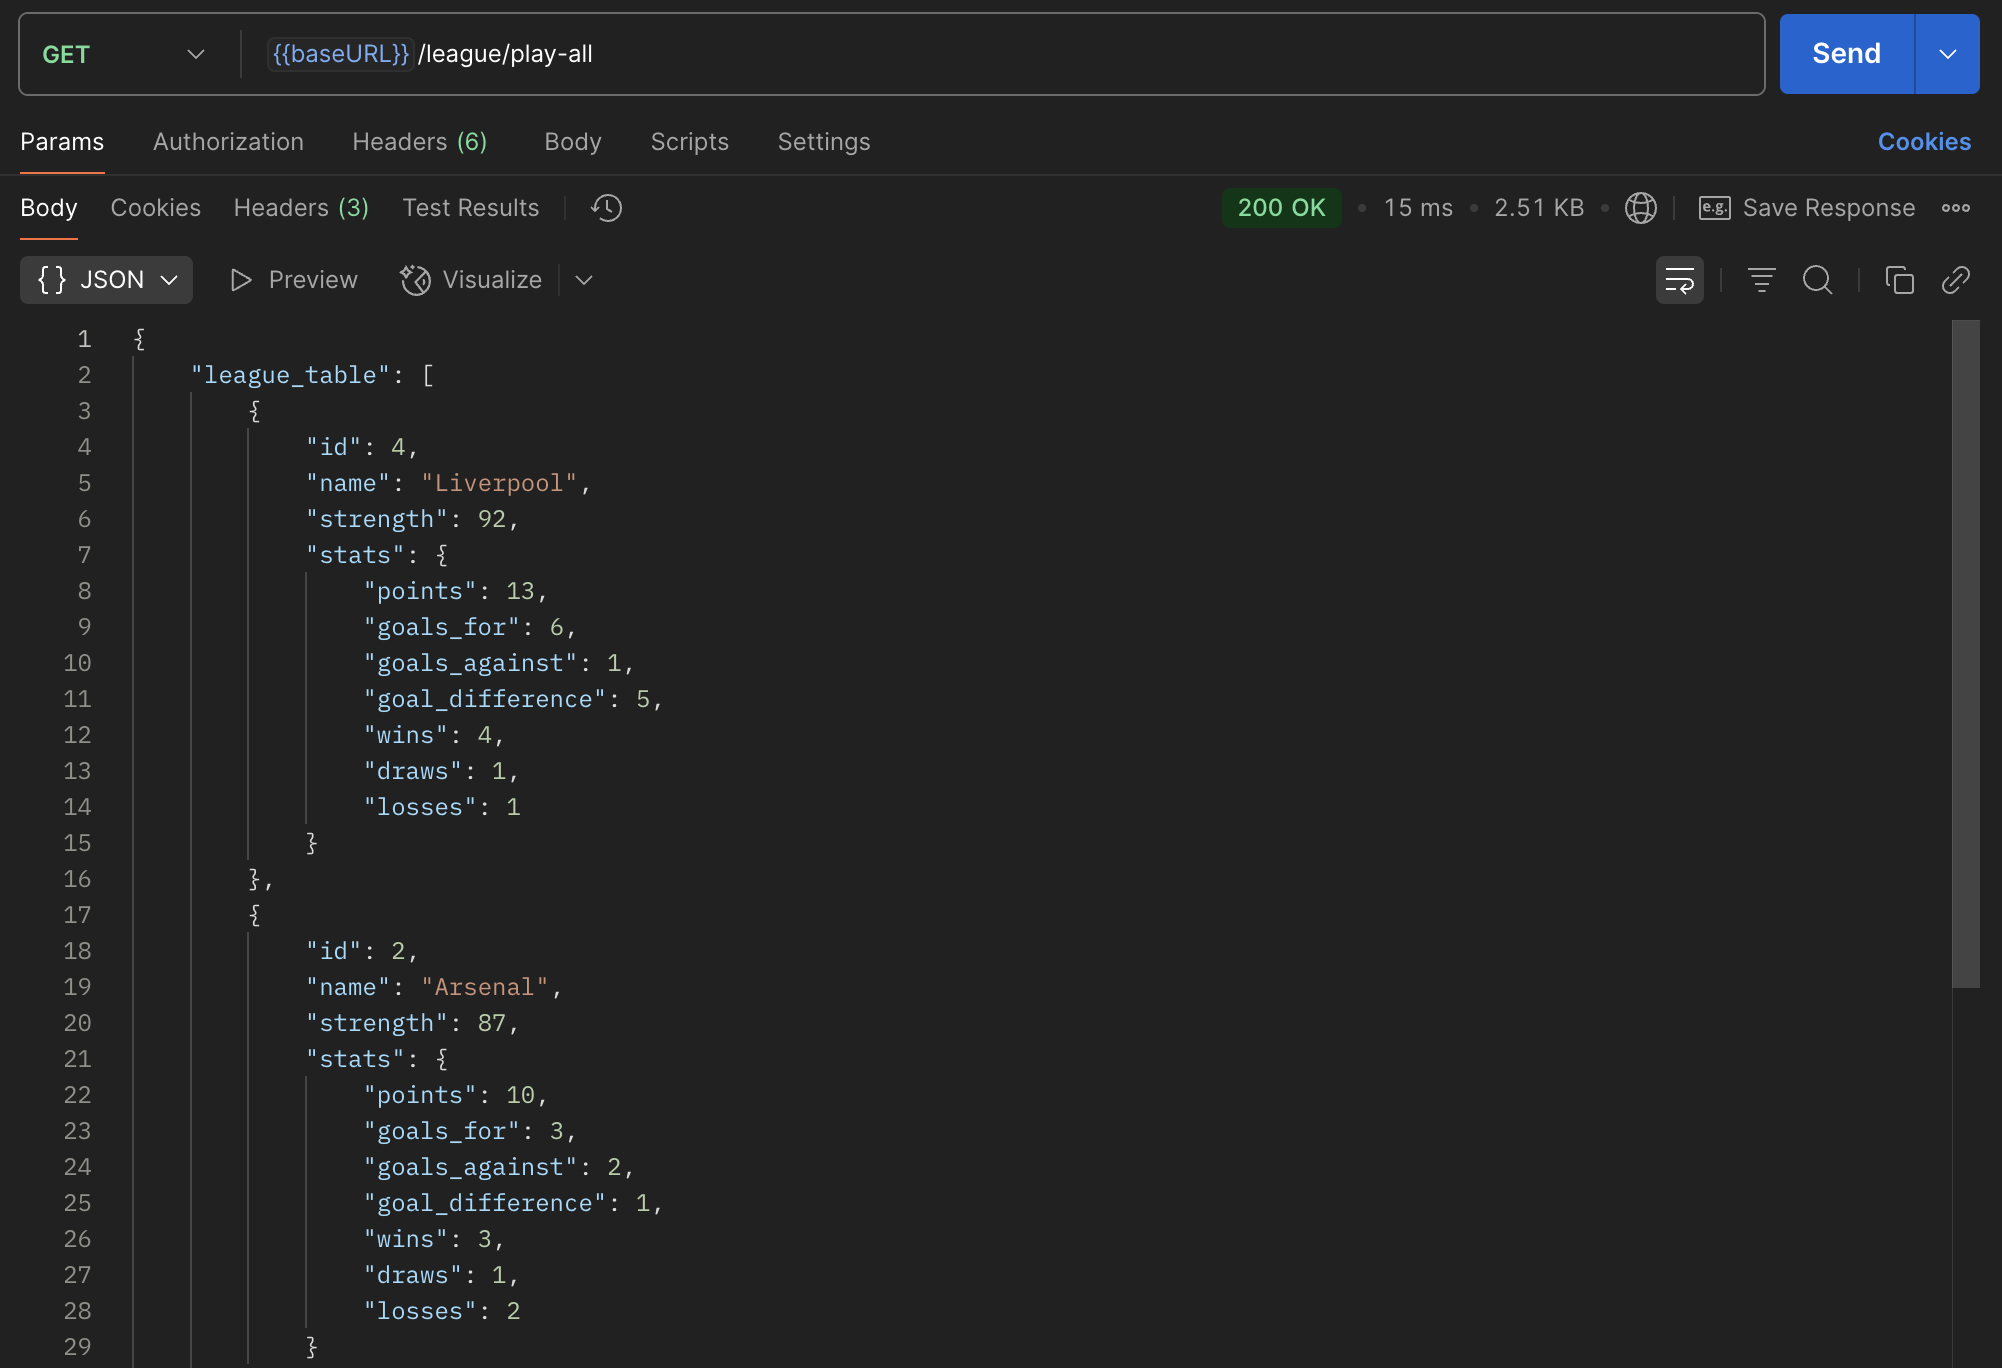 GET {{baseURL}}/league/play-all Send
Params Authorization Headers (6) Body Scripts Settings Cookies
Body Cookies Headers (3) Test Results 200 OK • 15 ms • 2.51 KB • e.g. Save Response
{} JSON Preview Visualize
1 {
2 "league_table": [
3 {
4 "id": 4,
5 "name": "Liverpool",
6 "strength": 92,
7 "stats": {
8 "points": 13,
9 "goals_for": 6,
10 "goals_against": 1,
11 "goal_difference": 5,
12 "wins": 4,
13 "draws": 1,
14 "losses": 1
15 }
16 },
17 {
18 "id": 2,
19 "name": "Arsenal",
20 "strength": 87,
21 "stats": {
22 "points": 10,
23 "goals_for": 3,
24 "goals_against": 2,
25 "goal_difference": 1,
26 "wins": 3,
27 "draws": 1,
28 "losses": 2
29 }